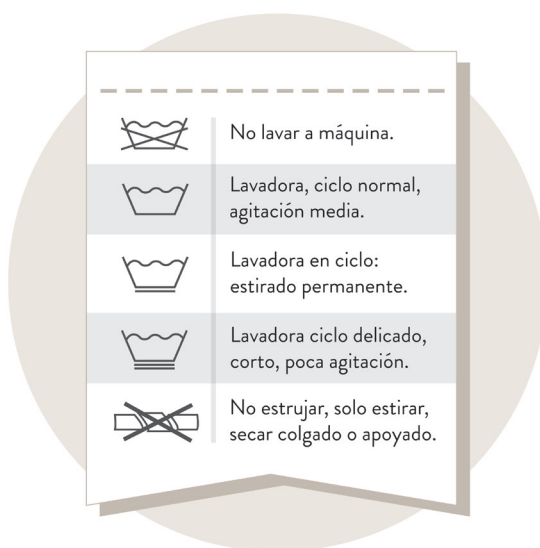 No lavar a máquina.
Lavadora, ciclo normal,
agitación media.
Lavadora en ciclo:
estirado permanente.
Lavadora ciclo delicado,
corto, poca agitación.
No estrujar, solo estirar,
secar colgado o apoyado.